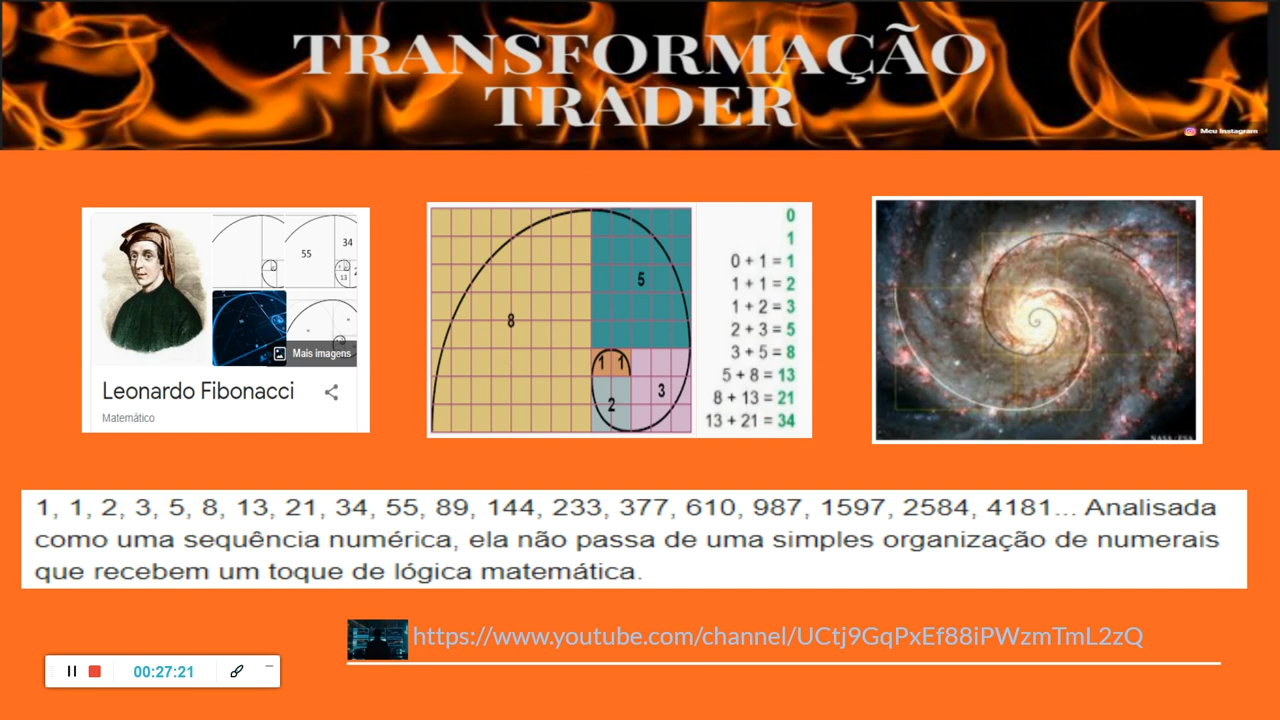 TRANSFORMAÇÃO
TRADER
Meu Instagram
55
34
13
2
Mais imagens
Leonardo Fibonacci
Matemático
8
5
1 1
2
3
0
1
0 + 1 = 1
1 + 1 = 2
1 + 2 = 3
2 + 3 = 5
3 + 5 = 8
5 + 8 = 13
8 + 13 = 21
13 + 21 = 34
NASA / ESA
1, 1, 2, 3, 5, 8, 13, 21, 34, 55, 89, 144, 233, 377, 610, 987, 1597, 2584, 4181... Analisada
como uma sequência numérica, ela não passa de uma simples organização de numerais
que recebem um toque de lógica matemática.
https://www.youtube.com/channel/UCtj9GqPxEf88iPWzmTmL2zQ
00:27:21